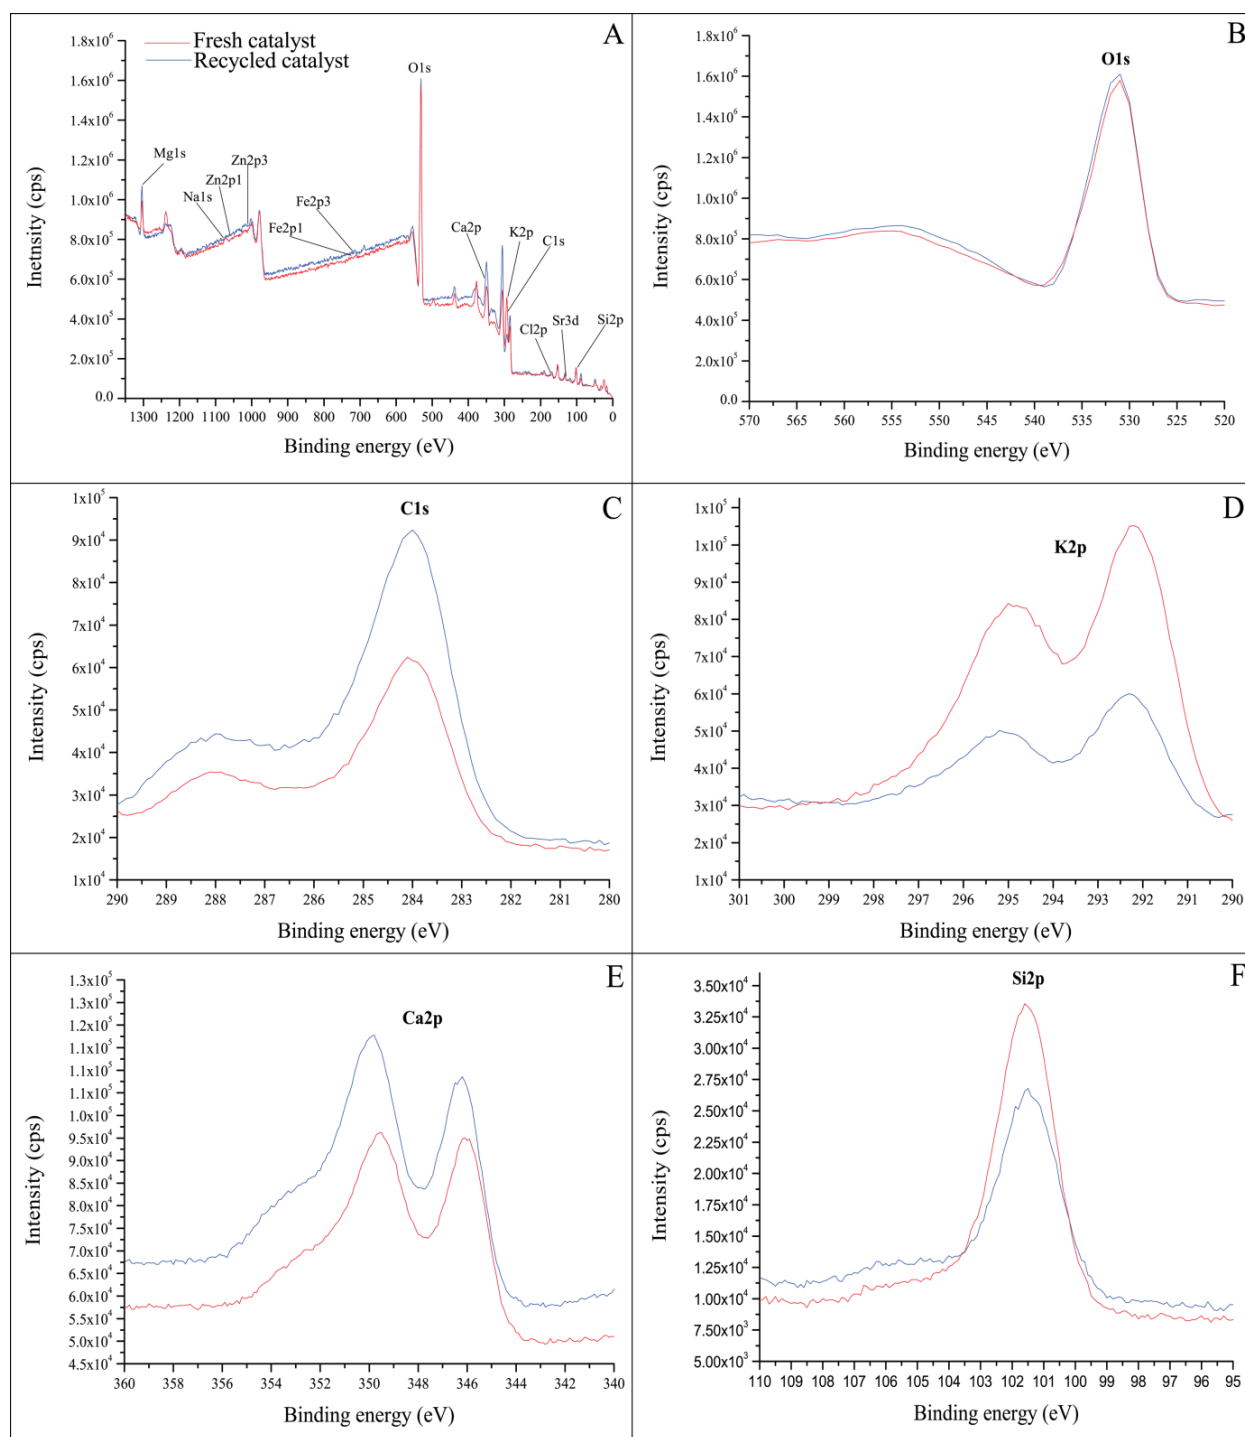 A
Fresh catalyst
Recycled catalyst
1.8x10⁶
1.6x10⁶
1.4x10⁶
1.2x10⁶
1.0x10⁶
8.0x10⁵
6.0x10⁵
4.0x10⁵
2.0x10⁵
0.0
Inetnsity (cps)
O1s
Mg1s
Zn2p3
Zn2p1
Na1s
Fe2p3
Fe2p1
Ca2p
K2p
C1s
Cl2p
Sr3d
Si2p
1300 1200 1100 1000 900 800 700 600 500 400 300 200 100 0
Binding energy (eV)
B
O1s
1.8x10⁶
1.6x10⁶
1.4x10⁶
1.2x10⁶
1.0x10⁶
8.0x10⁵
6.0x10⁵
4.0x10⁵
2.0x10⁵
0.0
Intensity (cps)
570 565 560 555 550 545 540 535 530 525 520
Binding energy (eV)
C
C1s
1x10⁵
9x10⁴
8x10⁴
7x10⁴
6x10⁴
5x10⁴
4x10⁴
3x10⁴
2x10⁴
1x10⁴
Intensity (cps)
290 289 288 287 286 285 284 283 282 281 280
Binding energy (eV)
D
K2p
1x10⁵
1x10⁵
9x10⁴
8x10⁴
7x10⁴
6x10⁴
5x10⁴
4x10⁴
3x10⁴
2x10⁴
1x10⁴
Intensity (cps)
301 300 299 298 297 296 295 294 293 292 291 290
Binding energy (eV)
E
Ca2p
1.3x10⁵
1.3x10⁵
1.2x10⁵
1.1x10⁵
1.1x10⁵
1.0x10⁵
9.5x10⁴
9.0x10⁴
8.5x10⁴
8.0x10⁴
7.5x10⁴
7.0x10⁴
6.5x10⁴
6.0x10⁴
5.5x10⁴
5.0x10⁴
4.5x10⁴
Intensity (cps)
360 358 356 354 352 350 348 346 344 342 340
Binding energy (eV)
F
Si2p
3.50x10⁴
3.25x10⁴
3.00x10⁴
2.75x10⁴
2.50x10⁴
2.25x10⁴
2.00x10⁴
1.75x10⁴
1.50x10⁴
1.25x10⁴
1.00x10⁴
7.50x10³
5.00x10³
Intensity (cps)
110 109 108 107 106 105 104 103 102 101 100 99 98 97 96 95
Binding energy (eV)